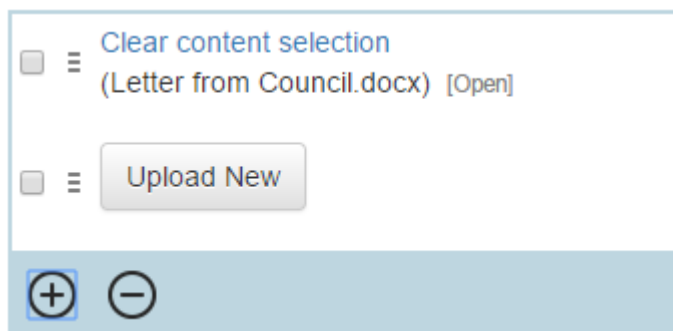 Clear content selection
(Letter from Council.docx) [Open]
Upload New